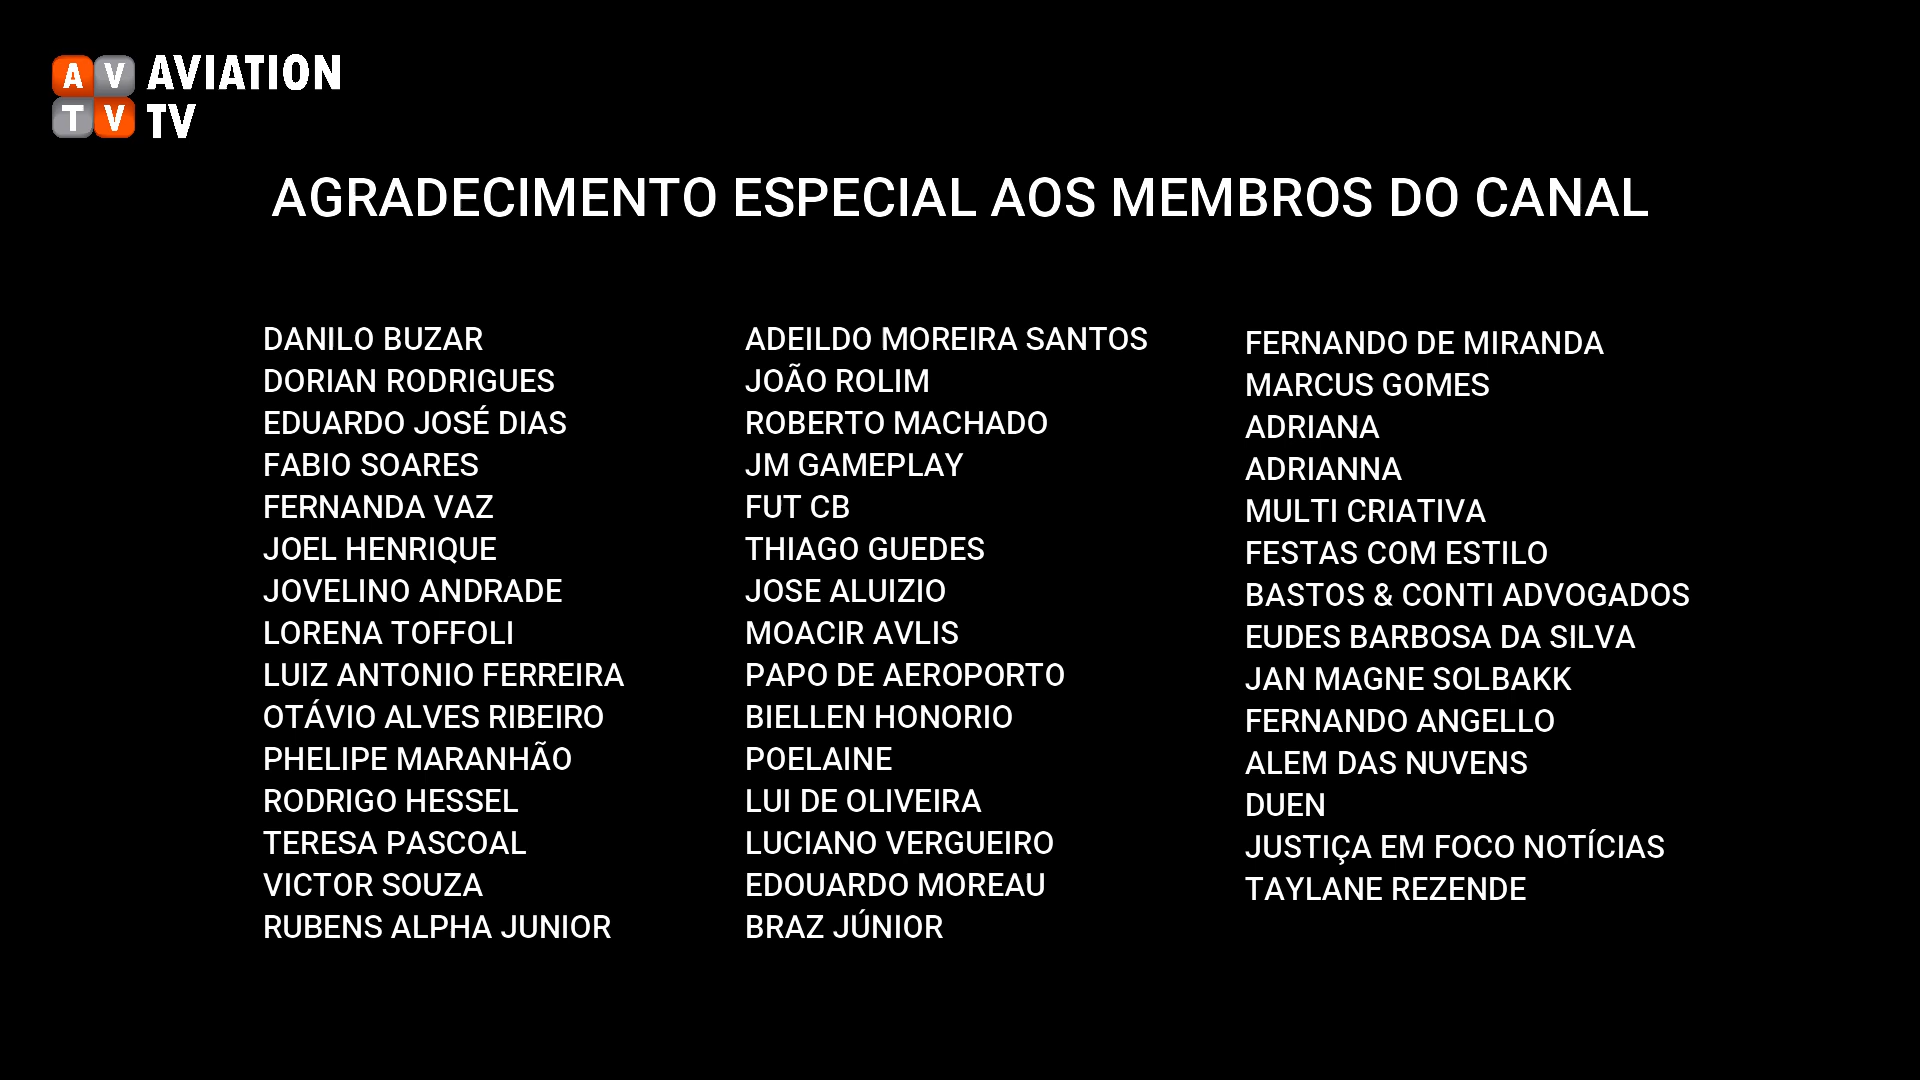 AV AVIATION
TV TV
AGRADECIMENTO ESPECIAL AOS MEMBROS DO CANAL
DANILO BUZAR
DORIAN RODRIGUES
EDUARDO JOSÉ DIAS
FABIO SOARES
FERNANDA VAZ
JOEL HENRIQUE
JOVELINO ANDRADE
LORENA TOFFOLI
LUIZ ANTONIO FERREIRA
OTÁVIO ALVES RIBEIRO
PHELIPE MARANHÃO
RODRIGO HESSEL
TERESA PASCOAL
VICTOR SOUZA
RUBENS ALPHA JUNIOR
ADEILDO MOREIRA SANTOS
JOÃO ROLIM
ROBERTO MACHADO
JM GAMEPLAY
FUT CB
THIAGO GUEDES
JOSE ALUIZIO
MOACIR AVLIS
PAPO DE AEROPORTO
BIELLEN HONORIO
POELAINE
LUI DE OLIVEIRA
LUCIANO VERGUEIRO
EDOUARDO MOREAU
BRAZ JÚNIOR
FERNANDO DE MIRANDA
MARCUS GOMES
ADRIANA
ADRIANNA
MULTI CRIATIVA
FESTAS COM ESTILO
BASTOS & CONTI ADVOGADOS
EUDES BARBOSA DA SILVA
JAN MAGNE SOLBAKK
FERNANDO ANGELLO
ALEM DAS NUVENS
DUEN
JUSTIÇA EM FOCO NOTÍCIAS
TAYLANE REZENDE